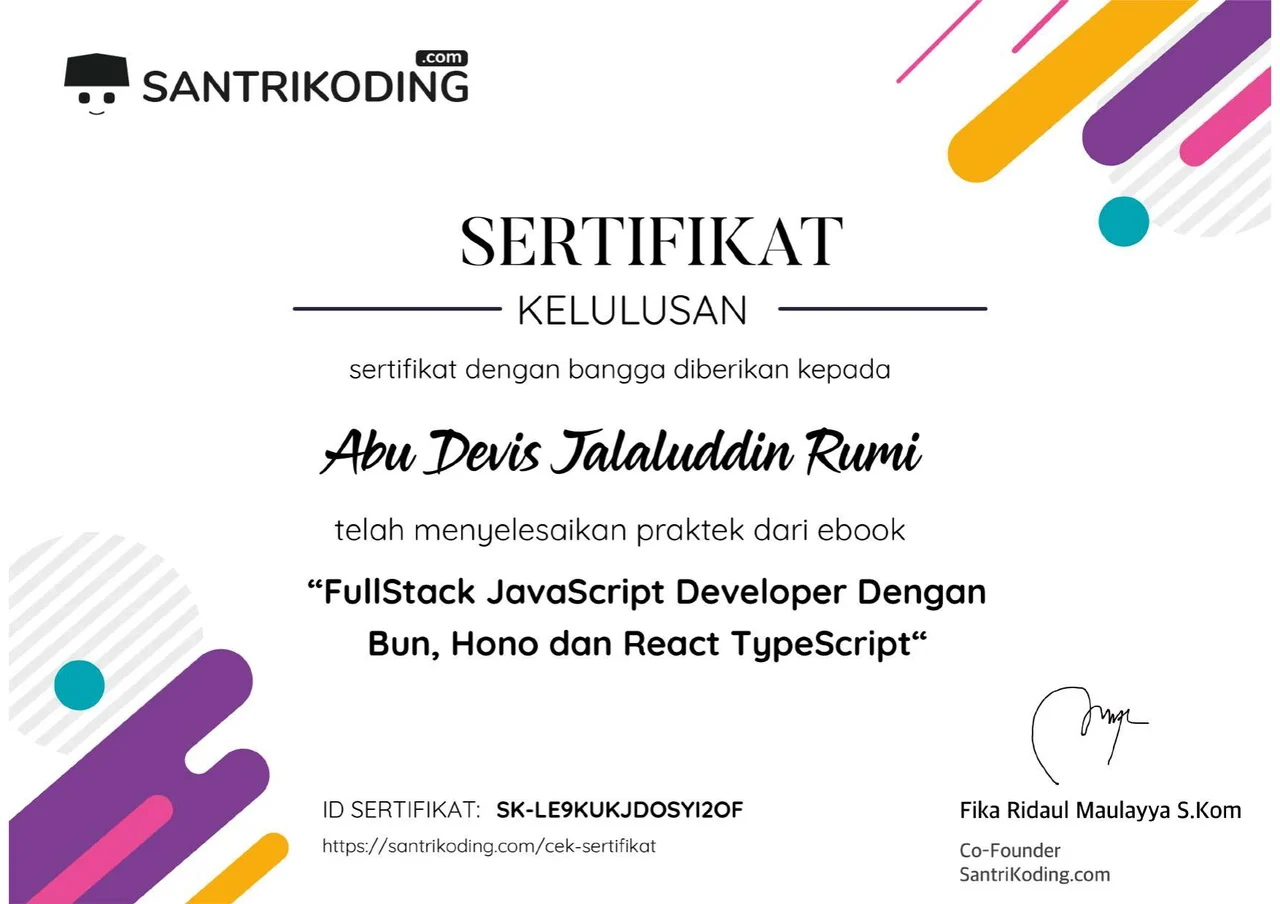 SANTRIKODING
.com
SERTIFIKAT
KELULUSAN
sertifikat dengan bangga diberikan kepada
Abu Devis Jalaluddin Rumi
telah menyelesaikan praktek dari ebook
“FullStack JavaScript Developer Dengan
Bun, Hono dan React TypeScript“
ID SERTIFIKAT: SK-LE9KUKJDOSYI2OF
https://santrikoding.com/cek-sertifikat
Fika Ridaul Maulayya S.Kom
Co-Founder
SantriKoding.com